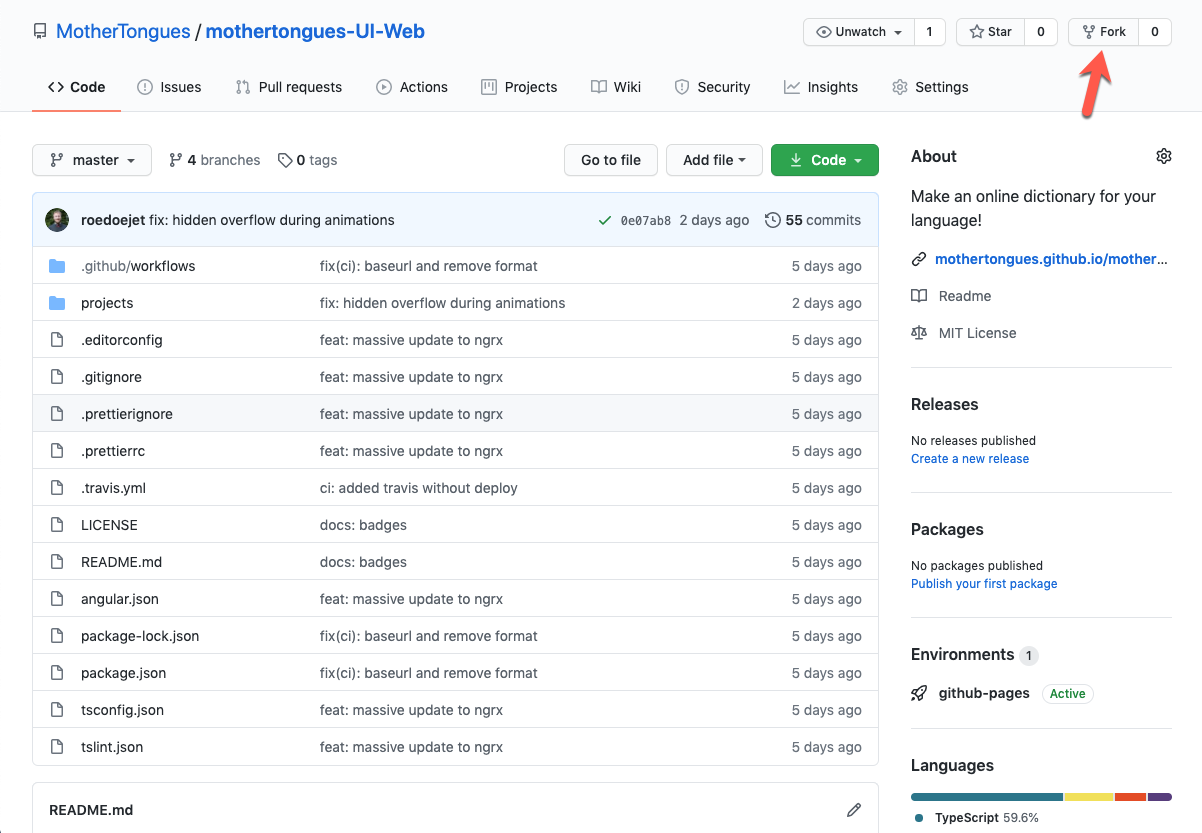 MotherTongues / mothertongues-UI-Web
Unwatch 1
Star 0
Fork 0
Code
Issues
Pull requests
Actions
Projects
Wiki
Security
Insights
Settings
master
4 branches
0 tags
Go to file
Add file
Code
roedoejet fix: hidden overflow during animations 0e07ab8 2 days ago 55 commits
.github/workflows fix(ci): baseurl and remove format 5 days ago
projects fix: hidden overflow during animations 2 days ago
.editorconfig feat: massive update to ngrx 5 days ago
.gitignore feat: massive update to ngrx 5 days ago
.prettierignore feat: massive update to ngrx 5 days ago
.prettierrc feat: massive update to ngrx 5 days ago
.travis.yml ci: added travis without deploy 5 days ago
LICENSE docs: badges 5 days ago
README.md docs: badges 5 days ago
angular.json feat: massive update to ngrx 5 days ago
package-lock.json fix(ci): baseurl and remove format 5 days ago
package.json fix(ci): baseurl and remove format 5 days ago
tsconfig.json feat: massive update to ngrx 5 days ago
tslint.json feat: massive update to ngrx 5 days ago
README.md
About
Make an online dictionary for your
language!
mothertongues.github.io/mother...
Readme
MIT License
Releases
No releases published
Create a new release
Packages
No packages published
Publish your first package
Environments 1
github-pages Active
Languages
TypeScript 59.6%